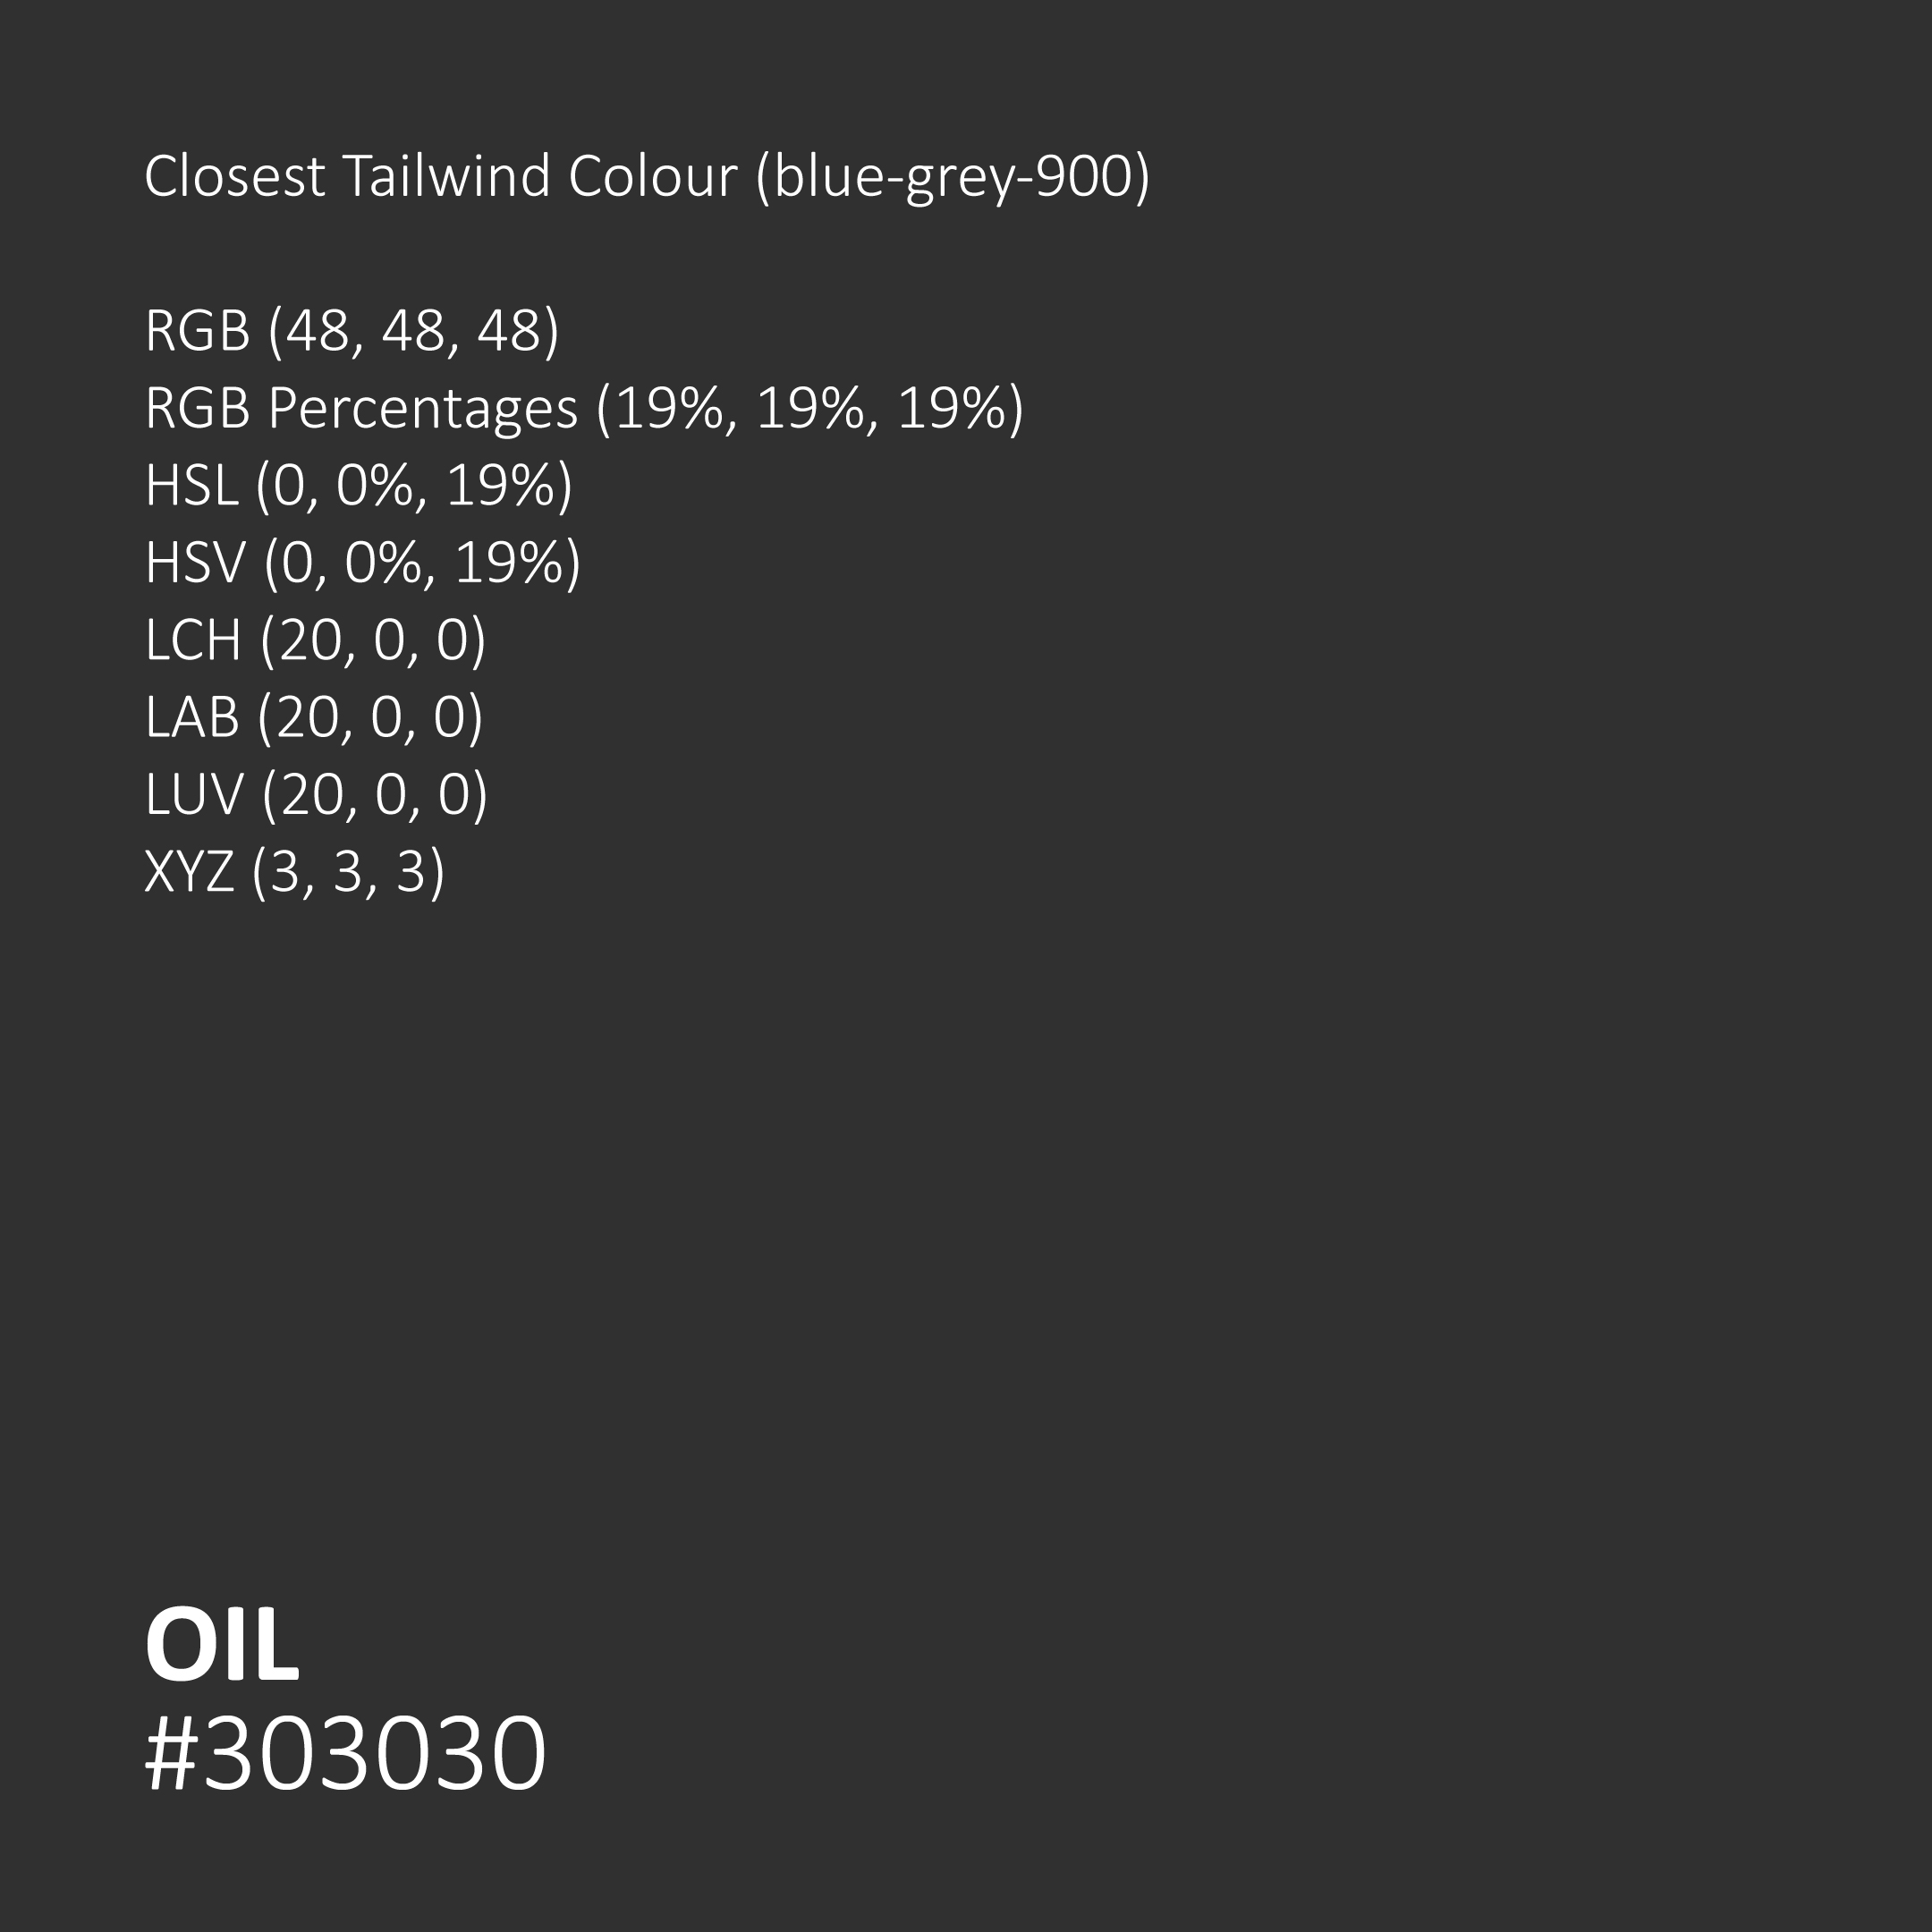 Closest Tailwind Colour (blue-grey-900)
RGB (48, 48, 48)
RGB Percentages (19%, 19%, 19%)
HSL (0, 0%, 19%)
HSV (0, 0%, 19%)
LCH (20, 0, 0)
LAB (20, 0, 0)
LUV (20, 0, 0)
XYZ (3, 3, 3)
OIL
#303030